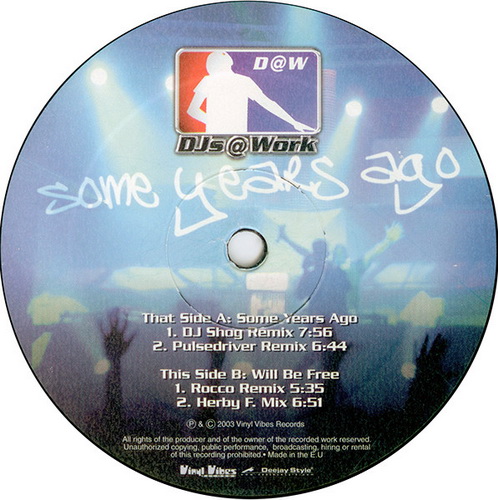 D@W
DJs@Work
some years ago
That Side A: Some Years Ago
1. DJ Shog Remix 7:56
2. Pulsedriver Remix 6:44
This Side B: Will Be Free
1. Rocco Remix 5:35
2. Herby F. Mix 6:51
℗ & © 2003 Vinyl Vibes Records
All rights of the producer and of the owner of the recorded work reserved.
Unauthorized copying, public performance, broadcasting, hiring or rental
of this recording prohibited. • Made in the E.U
Vinyl Vibes Deejay Style